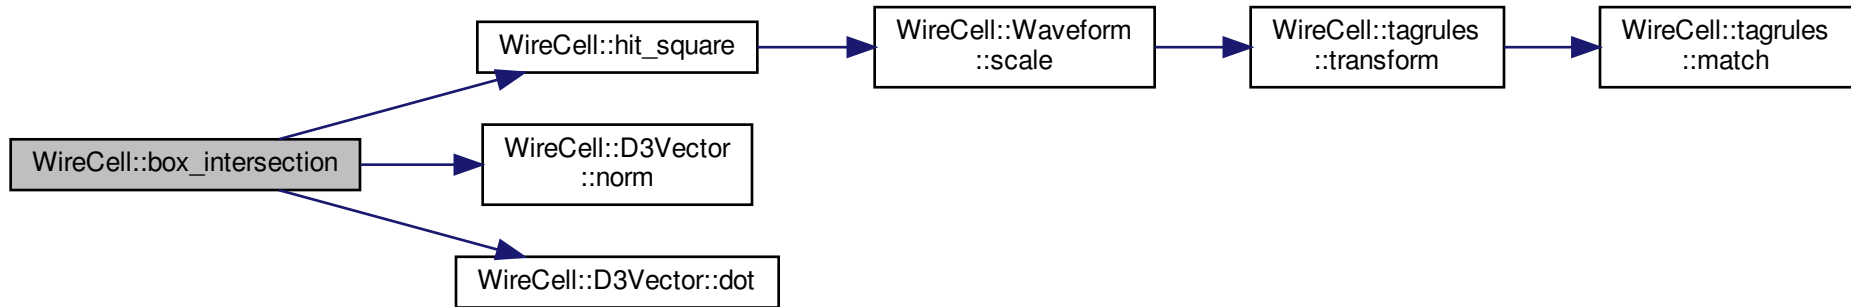 WireCell::box_intersection
WireCell::hit_square
WireCell::D3Vector
::norm
WireCell::D3Vector::dot
WireCell::Waveform
::scale
WireCell::tagrules
::transform
WireCell::tagrules
::match